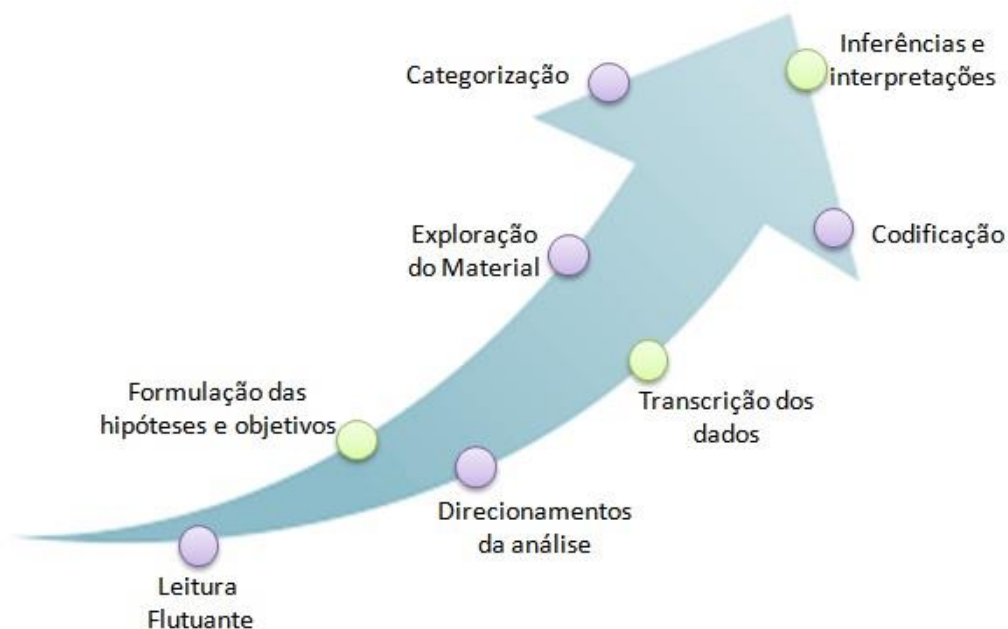 Categorização
Inferências e
interpretações
Exploração
do Material
Codificação
Formulação das
hipóteses e objetivos
Transcrição dos
dados
Direcionamentos
da análise
Leitura
Flutuante